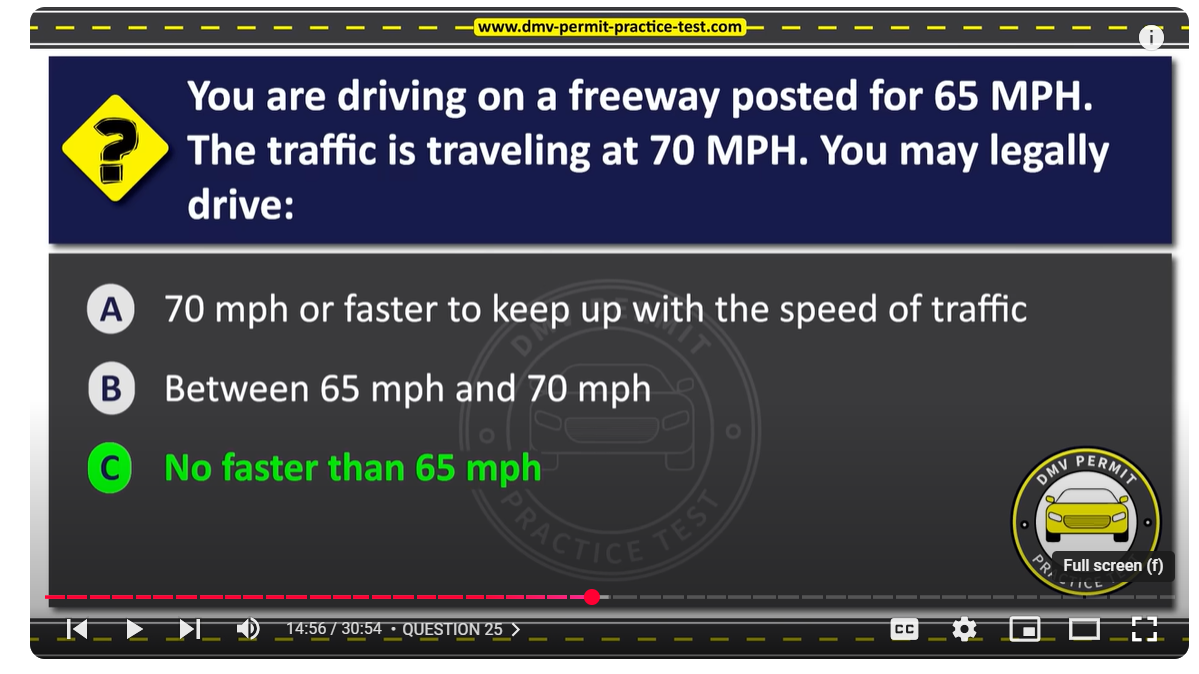 www.dmv-permit-practice-test.com
i
You are driving on a freeway posted for 65 MPH.
The traffic is traveling at 70 MPH. You may legally
drive:
?
A 70 mph or faster to keep up with the speed of traffic
B Between 65 mph and 70 mph
C No faster than 65 mph
DMV PERMIT
PRACTICE TEST
DMV PERMIT
Full screen (f)
14:56 / 30:54 • QUESTION 25 >
CC